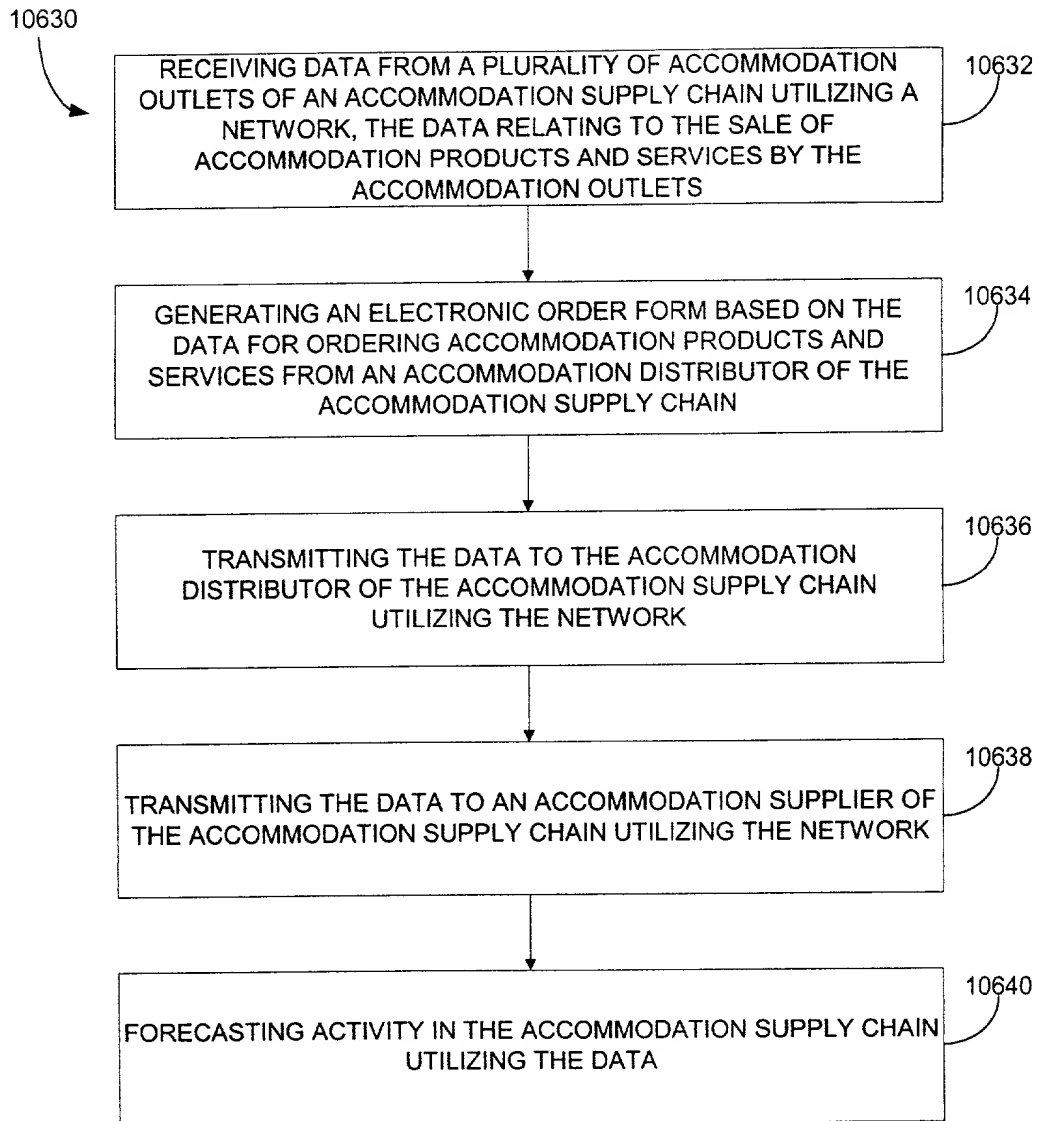 10630
RECEIVING DATA FROM A PLURALITY OF ACCOMMODATION
OUTLETS OF AN ACCOMMODATION SUPPLY CHAIN UTILIZING A
NETWORK, THE DATA RELATING TO THE SALE OF
ACCOMMODATION PRODUCTS AND SERVICES BY THE
ACCOMMODATION OUTLETS
10632
GENERATING AN ELECTRONIC ORDER FORM BASED ON THE
DATA FOR ORDERING ACCOMMODATION PRODUCTS AND
SERVICES FROM AN ACCOMMODATION DISTRIBUTOR OF THE
ACCOMMODATION SUPPLY CHAIN
10634
TRANSMITTING THE DATA TO THE ACCOMMODATION
DISTRIBUTOR OF THE ACCOMMODATION SUPPLY CHAIN
UTILIZING THE NETWORK
10636
TRANSMITTING THE DATA TO AN ACCOMMODATION SUPPLIER OF
THE ACCOMMODATION SUPPLY CHAIN UTILIZING THE NETWORK
10638
FORECASTING ACTIVITY IN THE ACCOMMODATION SUPPLY CHAIN
UTILIZING THE DATA
10640